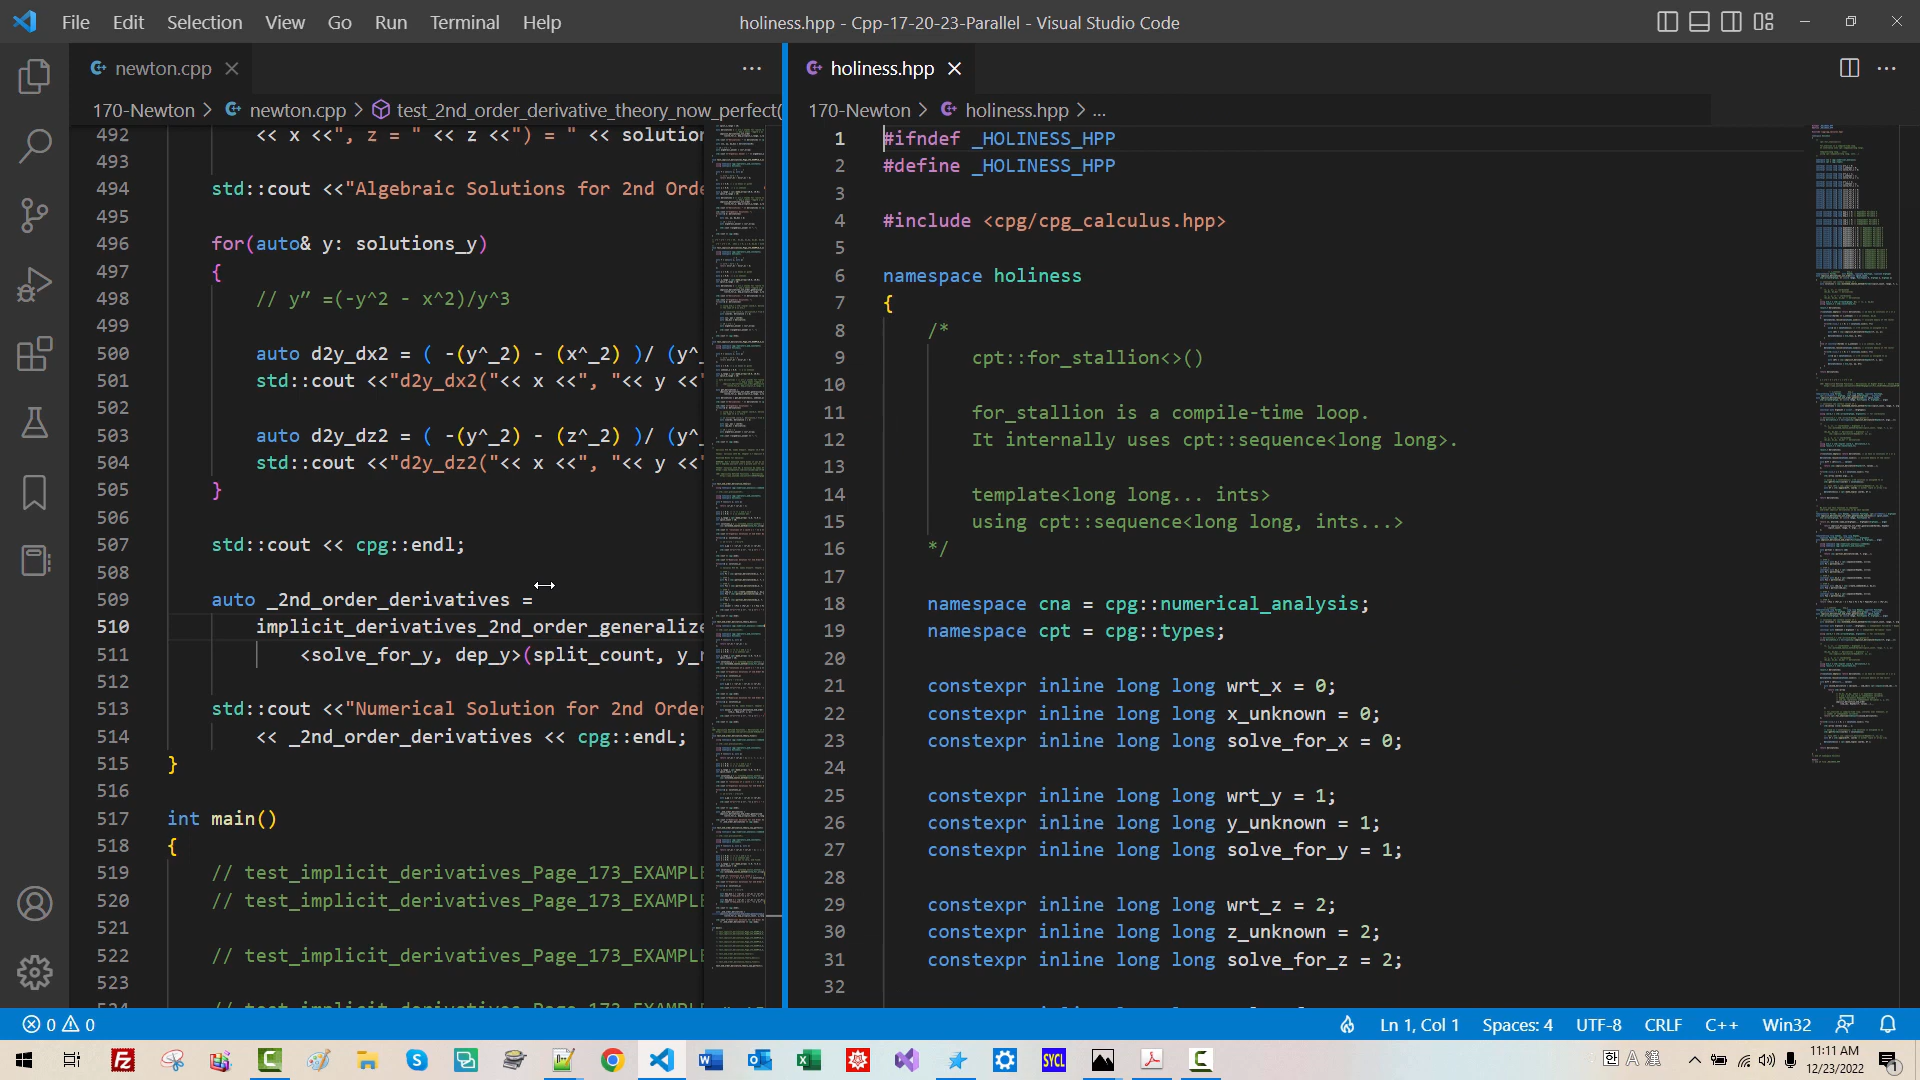 File Edit Selection View Go Run Terminal Help
holiness.hpp - Cpp-17-20-23-Parallel - Visual Studio Code
newton.cpp
170-Newton > newton.cpp > test_2nd_order_derivative_theory_now_perfect(
492 << x <<", z = " << z <<") = " << solution
493
494 std::cout <<"Algebraic Solutions for 2nd Orde
495
496 for(auto& y: solutions_y)
497 {
498 // y” =(-y^2 - x^2)/y^3
499
500 auto d2y_dx2 = ( -(y^_2) - (x^_2) )/ (y^_
501 std::cout <<"d2y_dx2("<< x <<", "<< y <<"
502
503 auto d2y_dz2 = ( -(y^_2) - (z^_2) )/ (y^_
504 std::cout <<"d2y_dz2("<< x <<", "<< y <<"
505 }
506
507 std::cout << cpg::endl;
508
509 auto _2nd_order_derivatives =
510 implicit_derivatives_2nd_order_generalize
511 <solve_for_y, dep_y>(split_count, y_
512
513 std::cout <<"Numerical Solution for 2nd Order
514 << _2nd_order_derivatives << cpg::endL;
515 }
516
517 int main()
518 {
519 // test_implicit_derivatives_Page_173_EXAMPLE
520 // test_implicit_derivatives_Page_173_EXAMPLE
521
522 // test_implicit_derivatives_Page_173_EXAMPLE
523
holiness.hpp
170-Newton > holiness.hpp > ...
1 #ifndef _HOLINESS_HPP
2 #define _HOLINESS_HPP
3
4 #include <cpg/cpg_calculus.hpp>
5
6 namespace holiness
7 {
8 /*
9 cpt::for_stallion<>()
10
11 for_stallion is a compile-time loop.
12 It internally uses cpt::sequence<long long>.
13
14 template<long long... ints>
15 using cpt::sequence<long long, ints...>
16 */
17
18 namespace cna = cpg::numerical_analysis;
19 namespace cpt = cpg::types;
20
21 constexpr inline long long wrt_x = 0;
22 constexpr inline long long x_unknown = 0;
23 constexpr inline long long solve_for_x = 0;
24
25 constexpr inline long long wrt_y = 1;
26 constexpr inline long long y_unknown = 1;
27 constexpr inline long long solve_for_y = 1;
28
29 constexpr inline long long wrt_z = 2;
30 constexpr inline long long z_unknown = 2;
31 constexpr inline long long solve_for_z = 2;
32
0 0 Ln 1, Col 1 Spaces: 4 UTF-8 CRLF C++ Win32
SYCL
한 A 漢
11:11 AM
12/23/2022
1